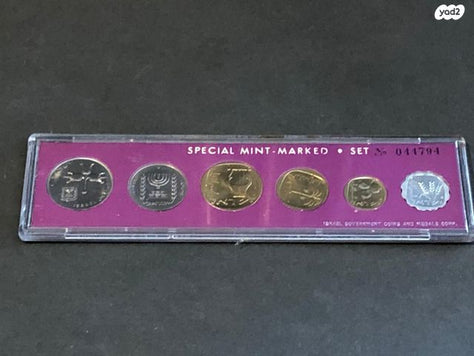 yad2
SPECIAL MINT-MARKED • SET № 044794
ISRAEL GOVERNMENT COINS AND MEDALS CORP.